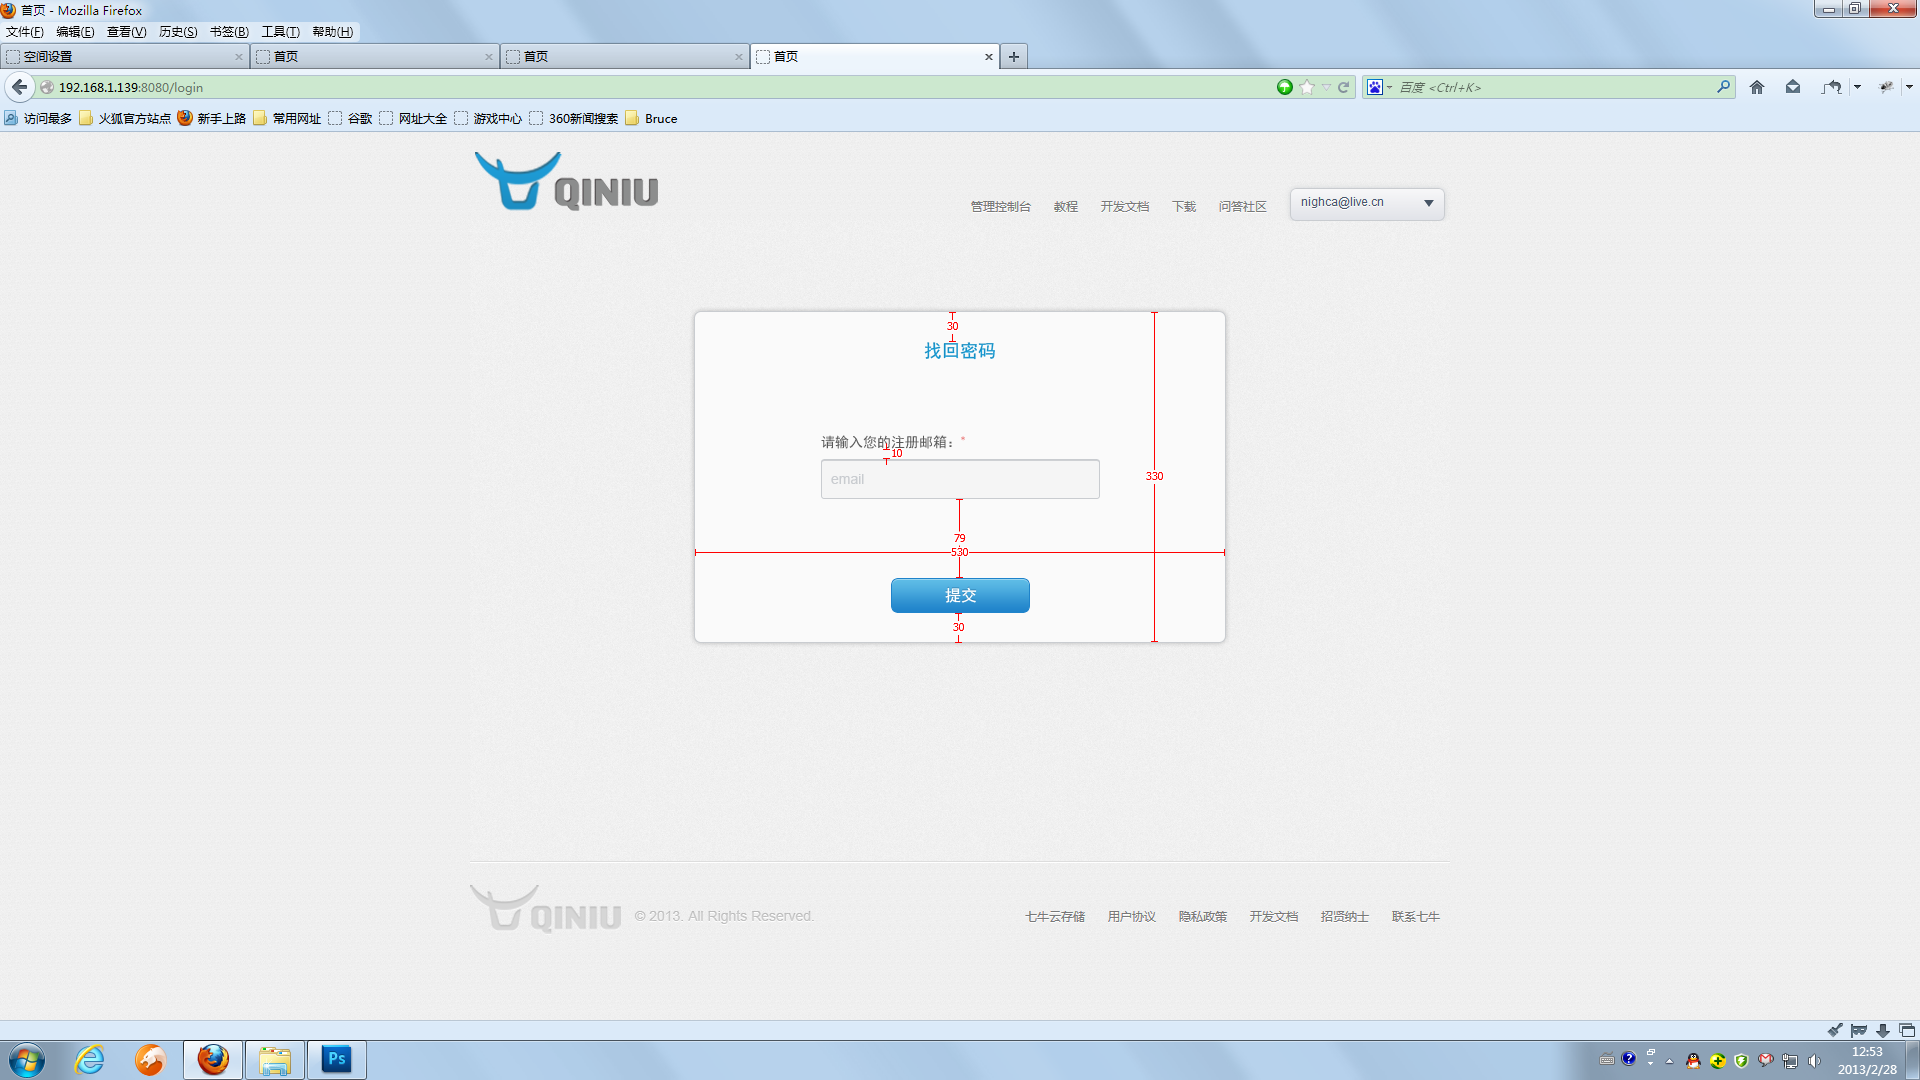 首页 - Mozilla Firefox
文件(F) 编辑(E) 查看(V) 历史(S) 书签(B) 工具(T) 帮助(H)
空间设置 首页 首页 首页
192.168.1.139:8080/login 百度 <Ctrl+K>
访问最多 火狐官方站点 新手上路 常用网址 谷歌 网址大全 游戏中心 360新闻搜索 Bruce
QINIU
管理控制台 教程 开发文档 下载 问答社区 nighca@live.cn
30
找回密码
请输入您的注册邮箱：*
10
email
330
79
530
提交
30
QINIU © 2013. All Rights Reserved. 七牛云存储 用户协议 隐私政策 开发文档 招贤纳士 联系七牛
Ps
12:53
2013/2/28